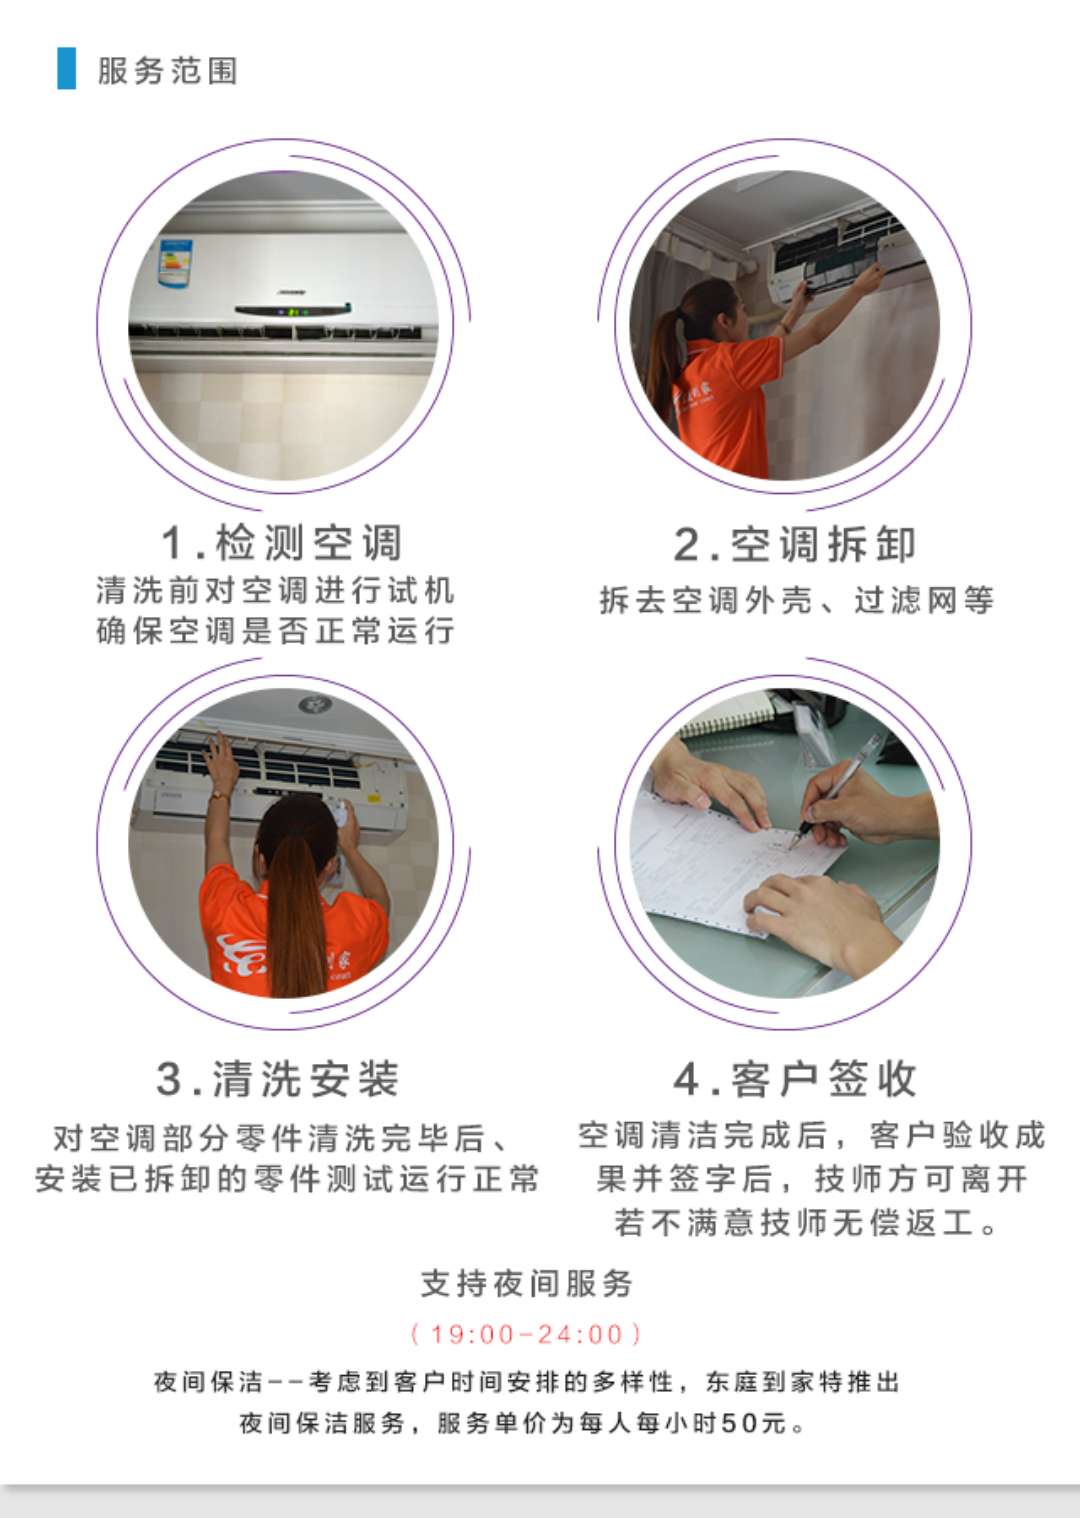 服务范围
1.检测空调
清洗前对空调进行试机
确保空调是否正常运行
2.空调拆卸
拆去空调外壳、过滤网等
3.清洗安装
对空调部分零件清洗完毕后、
安装已拆卸的零件测试运行正常
4.客户签收
空调清洁完成后，客户验收成
果并签字后，技师方可离开
若不满意技师无偿返工。
支持夜间服务
（19:00-24:00）
夜间保洁--考虑到客户时间安排的多样性，东庭到家特推出
夜间保洁服务，服务单价为每人每小时50元。